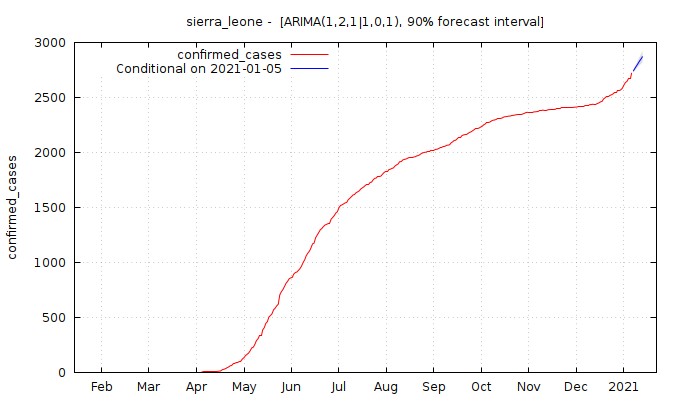 sierra_leone -  [ARIMA(1,2,1|1,0,1), 90% forecast interval]
confirmed_cases
Conditional on 2021-01-05
3000
2500
2000
1500
1000
500
0
confirmed_cases
Feb Mar Apr May Jun Jul Aug Sep Oct Nov Dec 2021